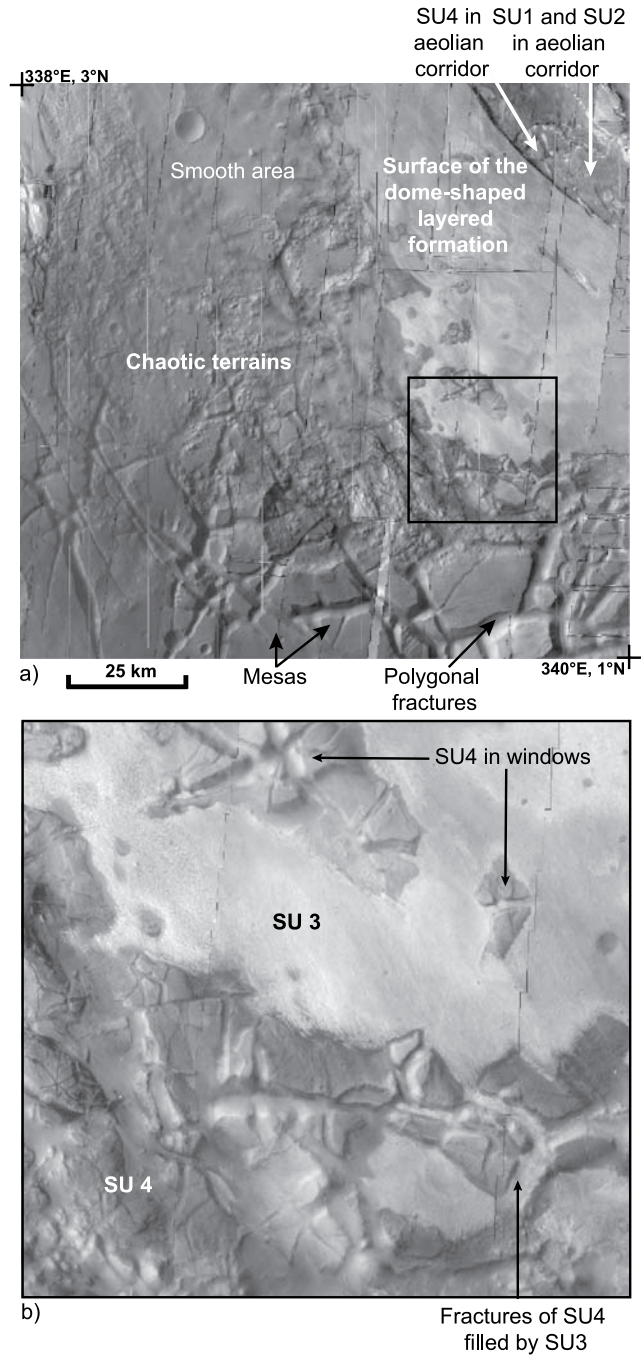 SU4 in
aeolian
corridor
SU1 and SU2
in aeolian
corridor
338°E, 3°N
Smooth area
Surface of the
dome-shaped
layered
formation
Chaotic terrains
a)
25 km
Mesas
Polygonal
fractures
340°E, 1°N
SU4 in windows
SU 3
SU 4
b)
Fractures of SU4
filled by SU3